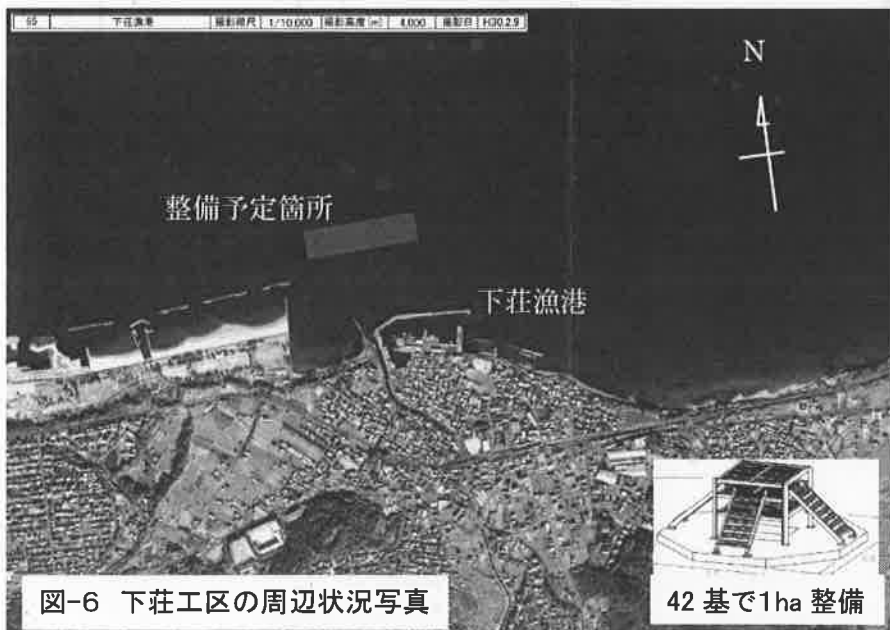 55 下荘漁港 撮影縮尺 1/10,000 撮影高度(m) 4,000 撮影日 H30.2.9
N
整備予定箇所
下荘漁港
図-6 下荘工区の周辺状況写真
42基で1ha整備